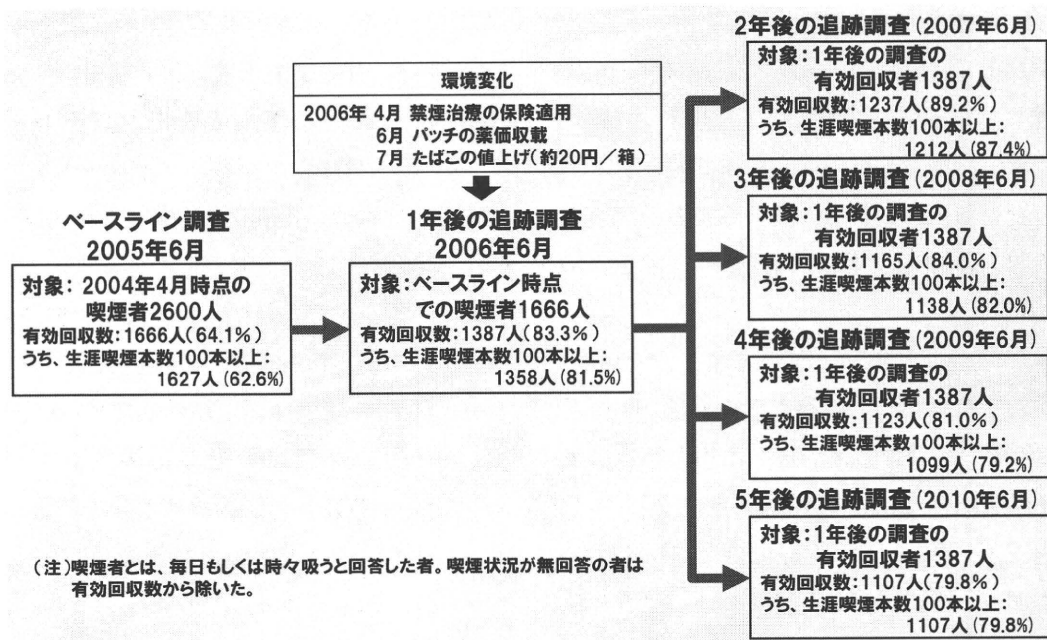 環境変化
2006年 4月 禁煙治療の保険適用
6月 パッチの薬価収載
7月 たばこの値上げ(約20円/箱)
ベースライン調査
2005年6月
対象: 2004年4月時点の
喫煙者2600人
有効回収数:1666人(64.1%)
うち、生涯喫煙本数100本以上:
1627人(62.6%)
1年後の追跡調査
2006年6月
対象:ベースライン時点
での喫煙者1666人
有効回収数:1387人(83.3%)
うち、生涯喫煙本数100本以上:
1358人(81.5%)
2年後の追跡調査(2007年6月)
対象:1年後の調査の
有効回収者1387人
有効回収数:1237人(89.2%)
うち、生涯喫煙本数100本以上:
1212人(87.4%)
3年後の追跡調査(2008年6月)
対象:1年後の調査の
有効回収者1387人
有効回収数:1165人(84.0%)
うち、生涯喫煙本数100本以上:
1138人(82.0%)
4年後の追跡調査(2009年6月)
対象:1年後の調査の
有効回収者1387人
有効回収数:1123人(81.0%)
うち、生涯喫煙本数100本以上:
1099人(79.2%)
5年後の追跡調査(2010年6月)
対象:1年後の調査の
有効回収者1387人
有効回収数:1107人(79.8%)
うち、生涯喫煙本数100本以上:
1107人(79.8%)
(注)喫煙者とは、毎日もしくは時々吸うと回答した者。喫煙状況が無回答の者は
有効回収数から除いた。